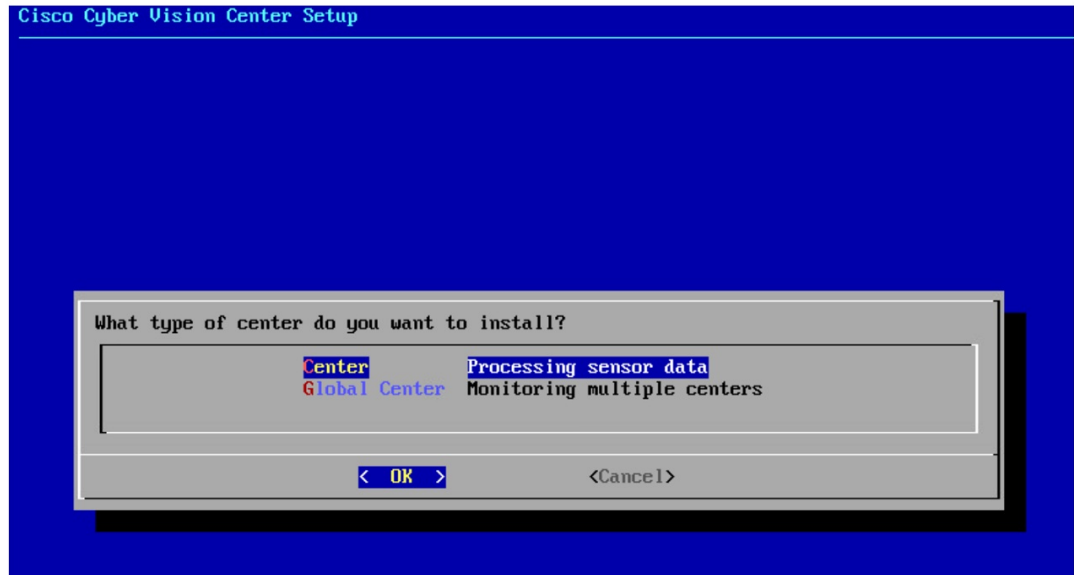 Cisco Cyber Vision Center Setup
What type of center do you want to install?
Center Processing sensor data
Global Center Monitoring multiple centers
< OK > <Cancel>